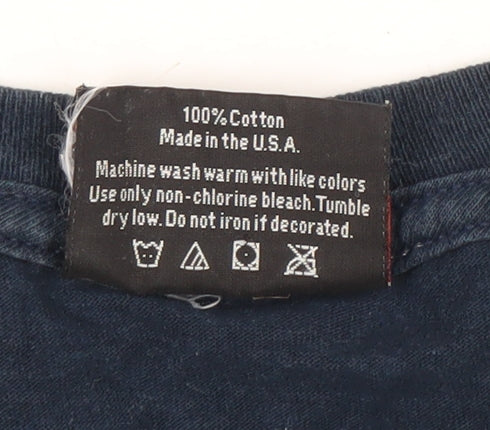 100% Cotton
Made in the U.S.A.
Machine wash warm with like colors
Use only non-chlorine bleach. Tumble
dry low. Do not iron if decorated.